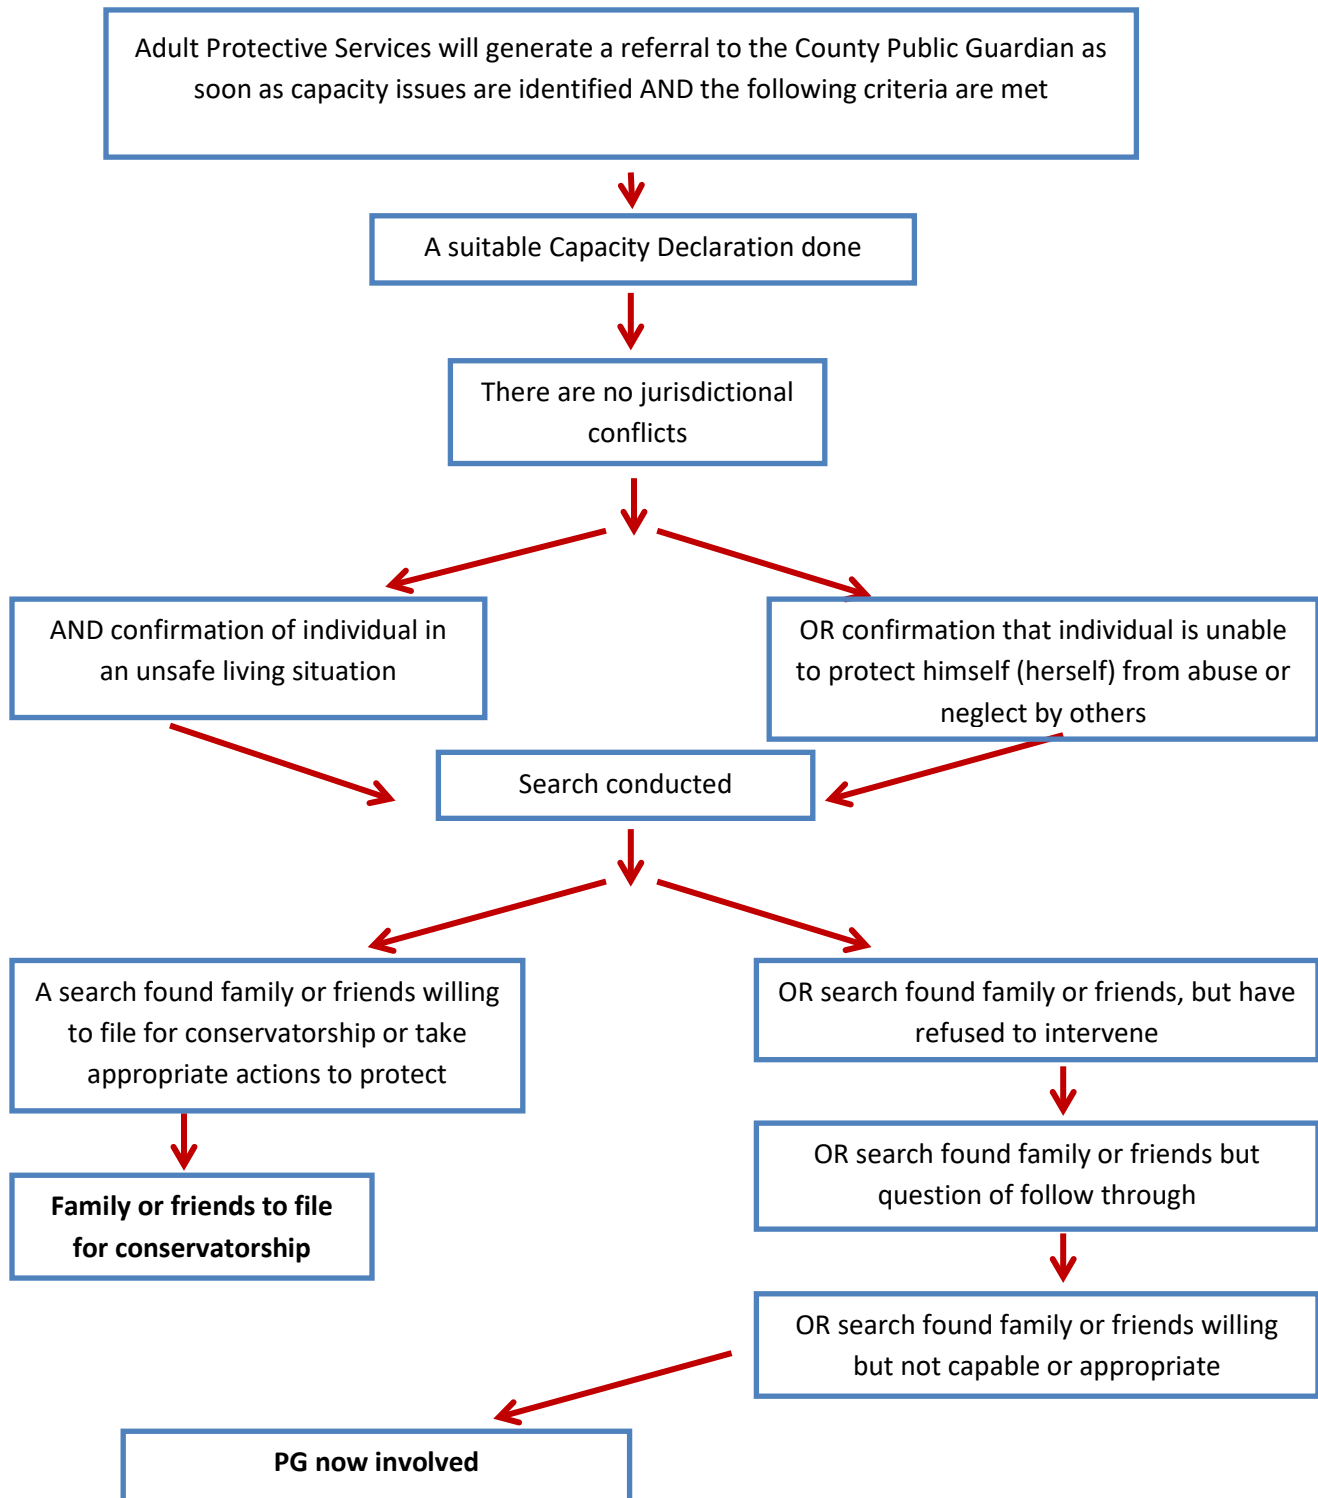 Adult Protective Services will generate a referral to the County Public Guardian as
soon as capacity issues are identified AND the following criteria are met
A suitable Capacity Declaration done
There are no jurisdictional
conflicts
AND confirmation of individual in
an unsafe living situation
OR confirmation that individual is unable
to protect himself (herself) from abuse or
neglect by others
Search conducted
A search found family or friends willing
to file for conservatorship or take
appropriate actions to protect
Family or friends to file
for conservatorship
OR search found family or friends, but have
refused to intervene
OR search found family or friends but
question of follow through
OR search found family or friends willing
but not capable or appropriate
PG now involved